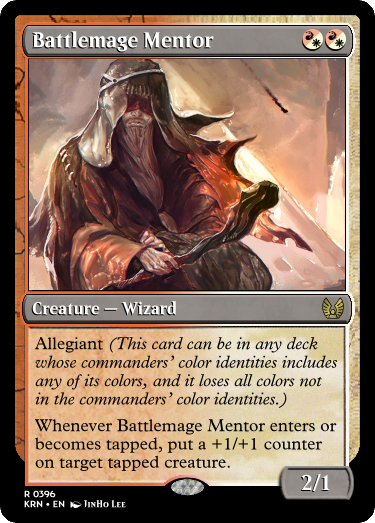 Battlemage Mentor
Creature — Wizard
Allegiant (This card can be in any deck
whose commanders' color identities includes
any of its colors, and it loses all colors not
in the commanders' color identities.)
Whenever Battlemage Mentor enters or
becomes tapped, put a +1/+1 counter
on target tapped creature.
2/1
R 0396
KRN • EN JinHo Lee